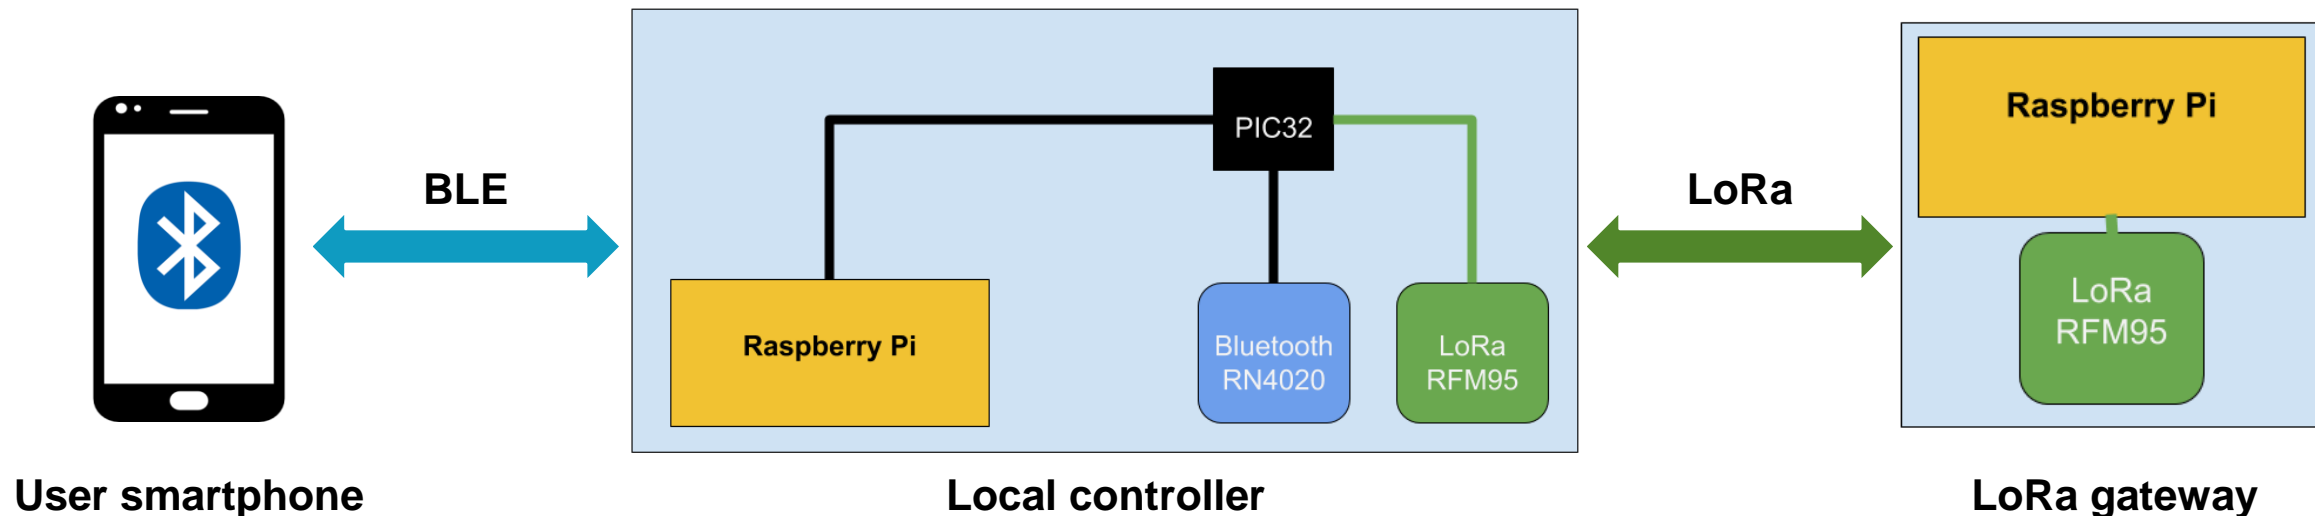 BLE
PIC32
Raspberry Pi
Bluetooth
RN4020
LoRa
RFM95
LoRa
Raspberry Pi
LoRa
RFM95
User smartphone
Local controller
LoRa gateway